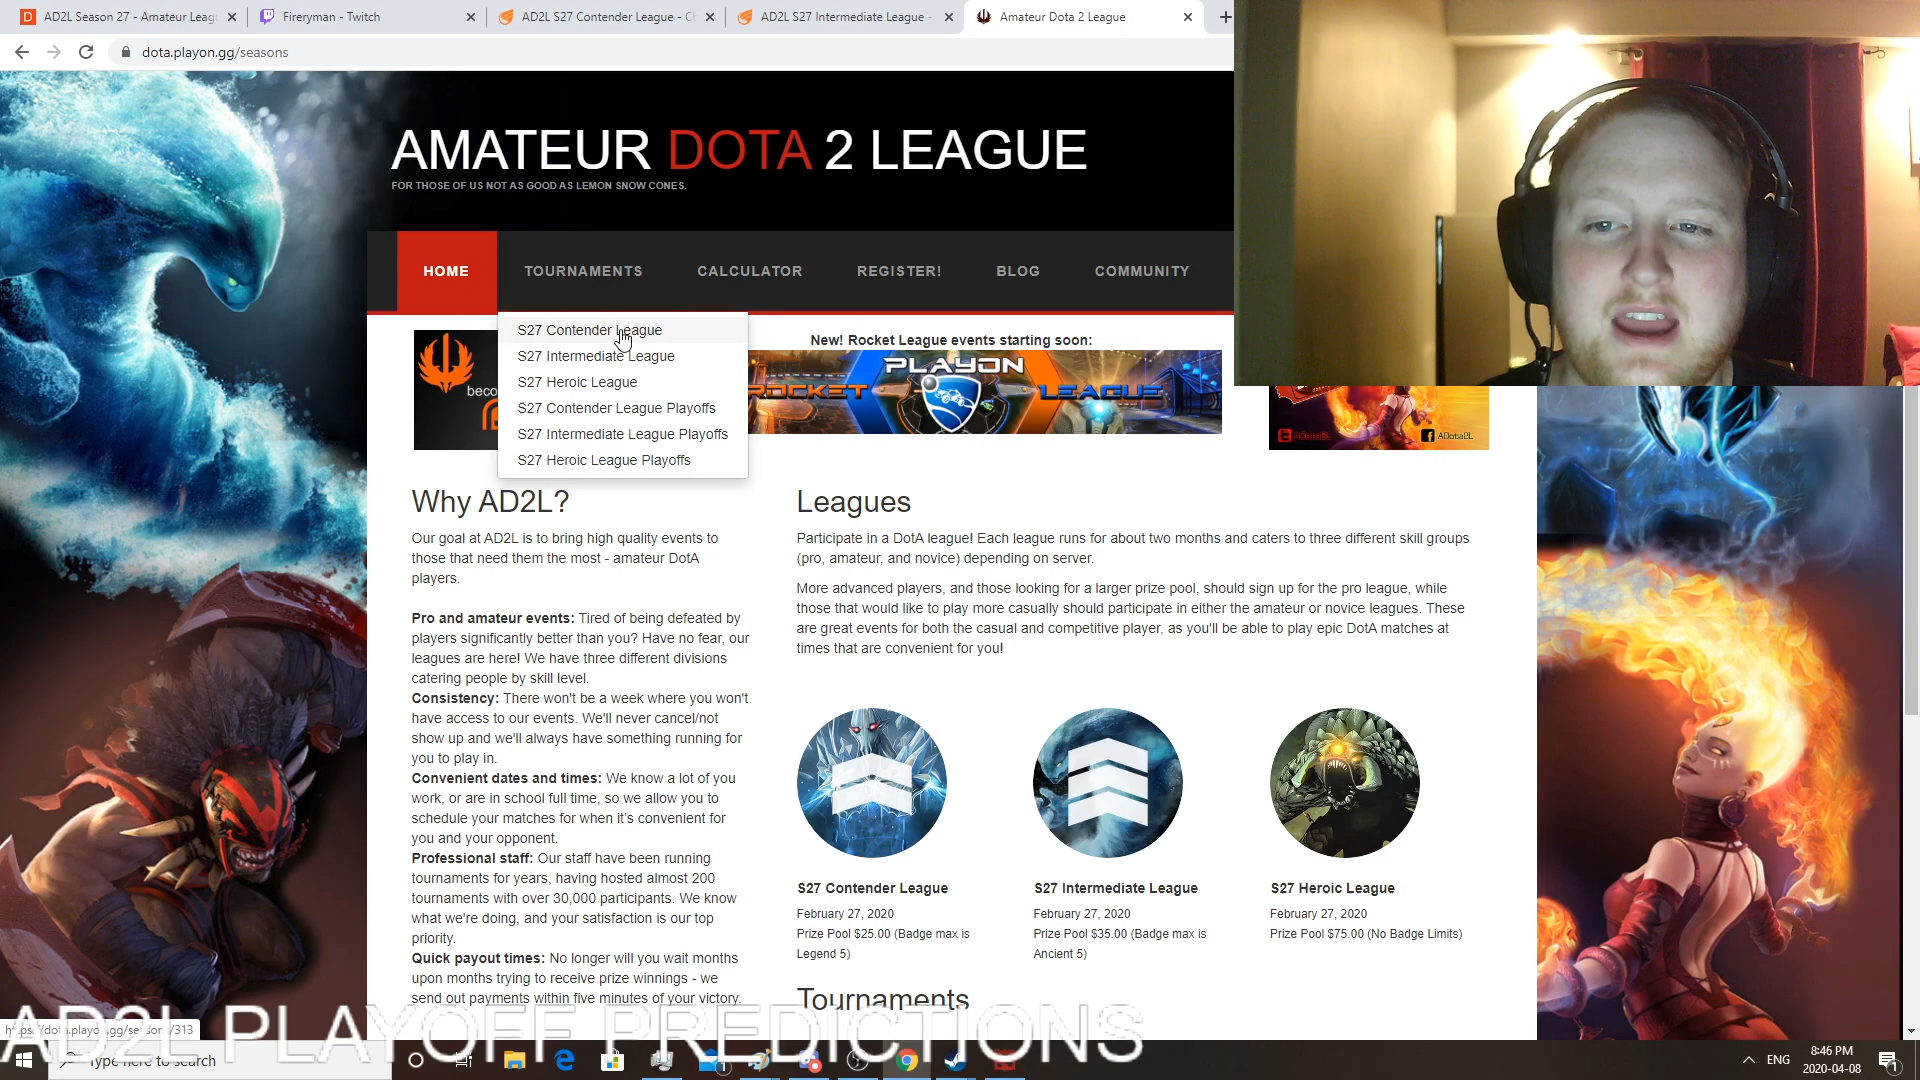 AD2L Season 27 - Amateur Leag
Fireryman - Twitch
AD2L S27 Contender League - C
AD2L S27 Intermediate League -
Amateur Dota 2 League
dota.playon.gg/seasons
AMATEUR DOTA 2 LEAGUE
FOR THOSE OF US NOT AS GOOD AS LEMON SNOW CONES.
HOME
TOURNAMENTS
CALCULATOR
REGISTER!
BLOG
COMMUNITY
S27 Contender League
S27 Intermediate League
S27 Heroic League
S27 Contender League Playoffs
S27 Intermediate League Playoffs
S27 Heroic League Playoffs
New! Rocket League events starting soon:
ROCKET PLAYON LEAGUE
Why AD2L?
Our goal at AD2L is to bring high quality events to
those that need them the most - amateur DotA
players.
Pro and amateur events: Tired of being defeated by
players significantly better than you? Have no fear, our
leagues are here! We have three different divisions
catering people by skill level.
Consistency: There won't be a week where you won't
have access to our events. We'll never cancel/not
show up and we'll always have something running for
you to play in.
Convenient dates and times: We know a lot of you
work, or are in school full time, so we allow you to
schedule your matches for when it's convenient for
you and your opponent.
Professional staff: Our staff have been running
tournaments for years, having hosted almost 200
tournaments with over 30,000 participants. We know
what we're doing, and your satisfaction is our top
priority.
Quick payout times: No longer will you wait months
upon months trying to receive prize winnings - we
send out payments within five minutes of your victory.
Leagues
Participate in a DotA league! Each league runs for about two months and caters to three different skill groups
(pro, amateur, and novice) depending on server.
More advanced players, and those looking for a larger prize pool, should sign up for the pro league, while
those that would like to play more casually should participate in either the amateur or novice leagues. These
are great events for both the casual and competitive player, as you'll be able to play epic DotA matches at
times that are convenient for you!
S27 Contender League
February 27, 2020
Prize Pool $25.00 (Badge max is
Legend 5)
S27 Intermediate League
February 27, 2020
Prize Pool $35.00 (Badge max is
Ancient 5)
S27 Heroic League
February 27, 2020
Prize Pool $75.00 (No Badge Limits)
Tournaments
AD2L PLAYOFF PREDICTIONS
Type here to search
ENG
8:46 PM
2020-04-08